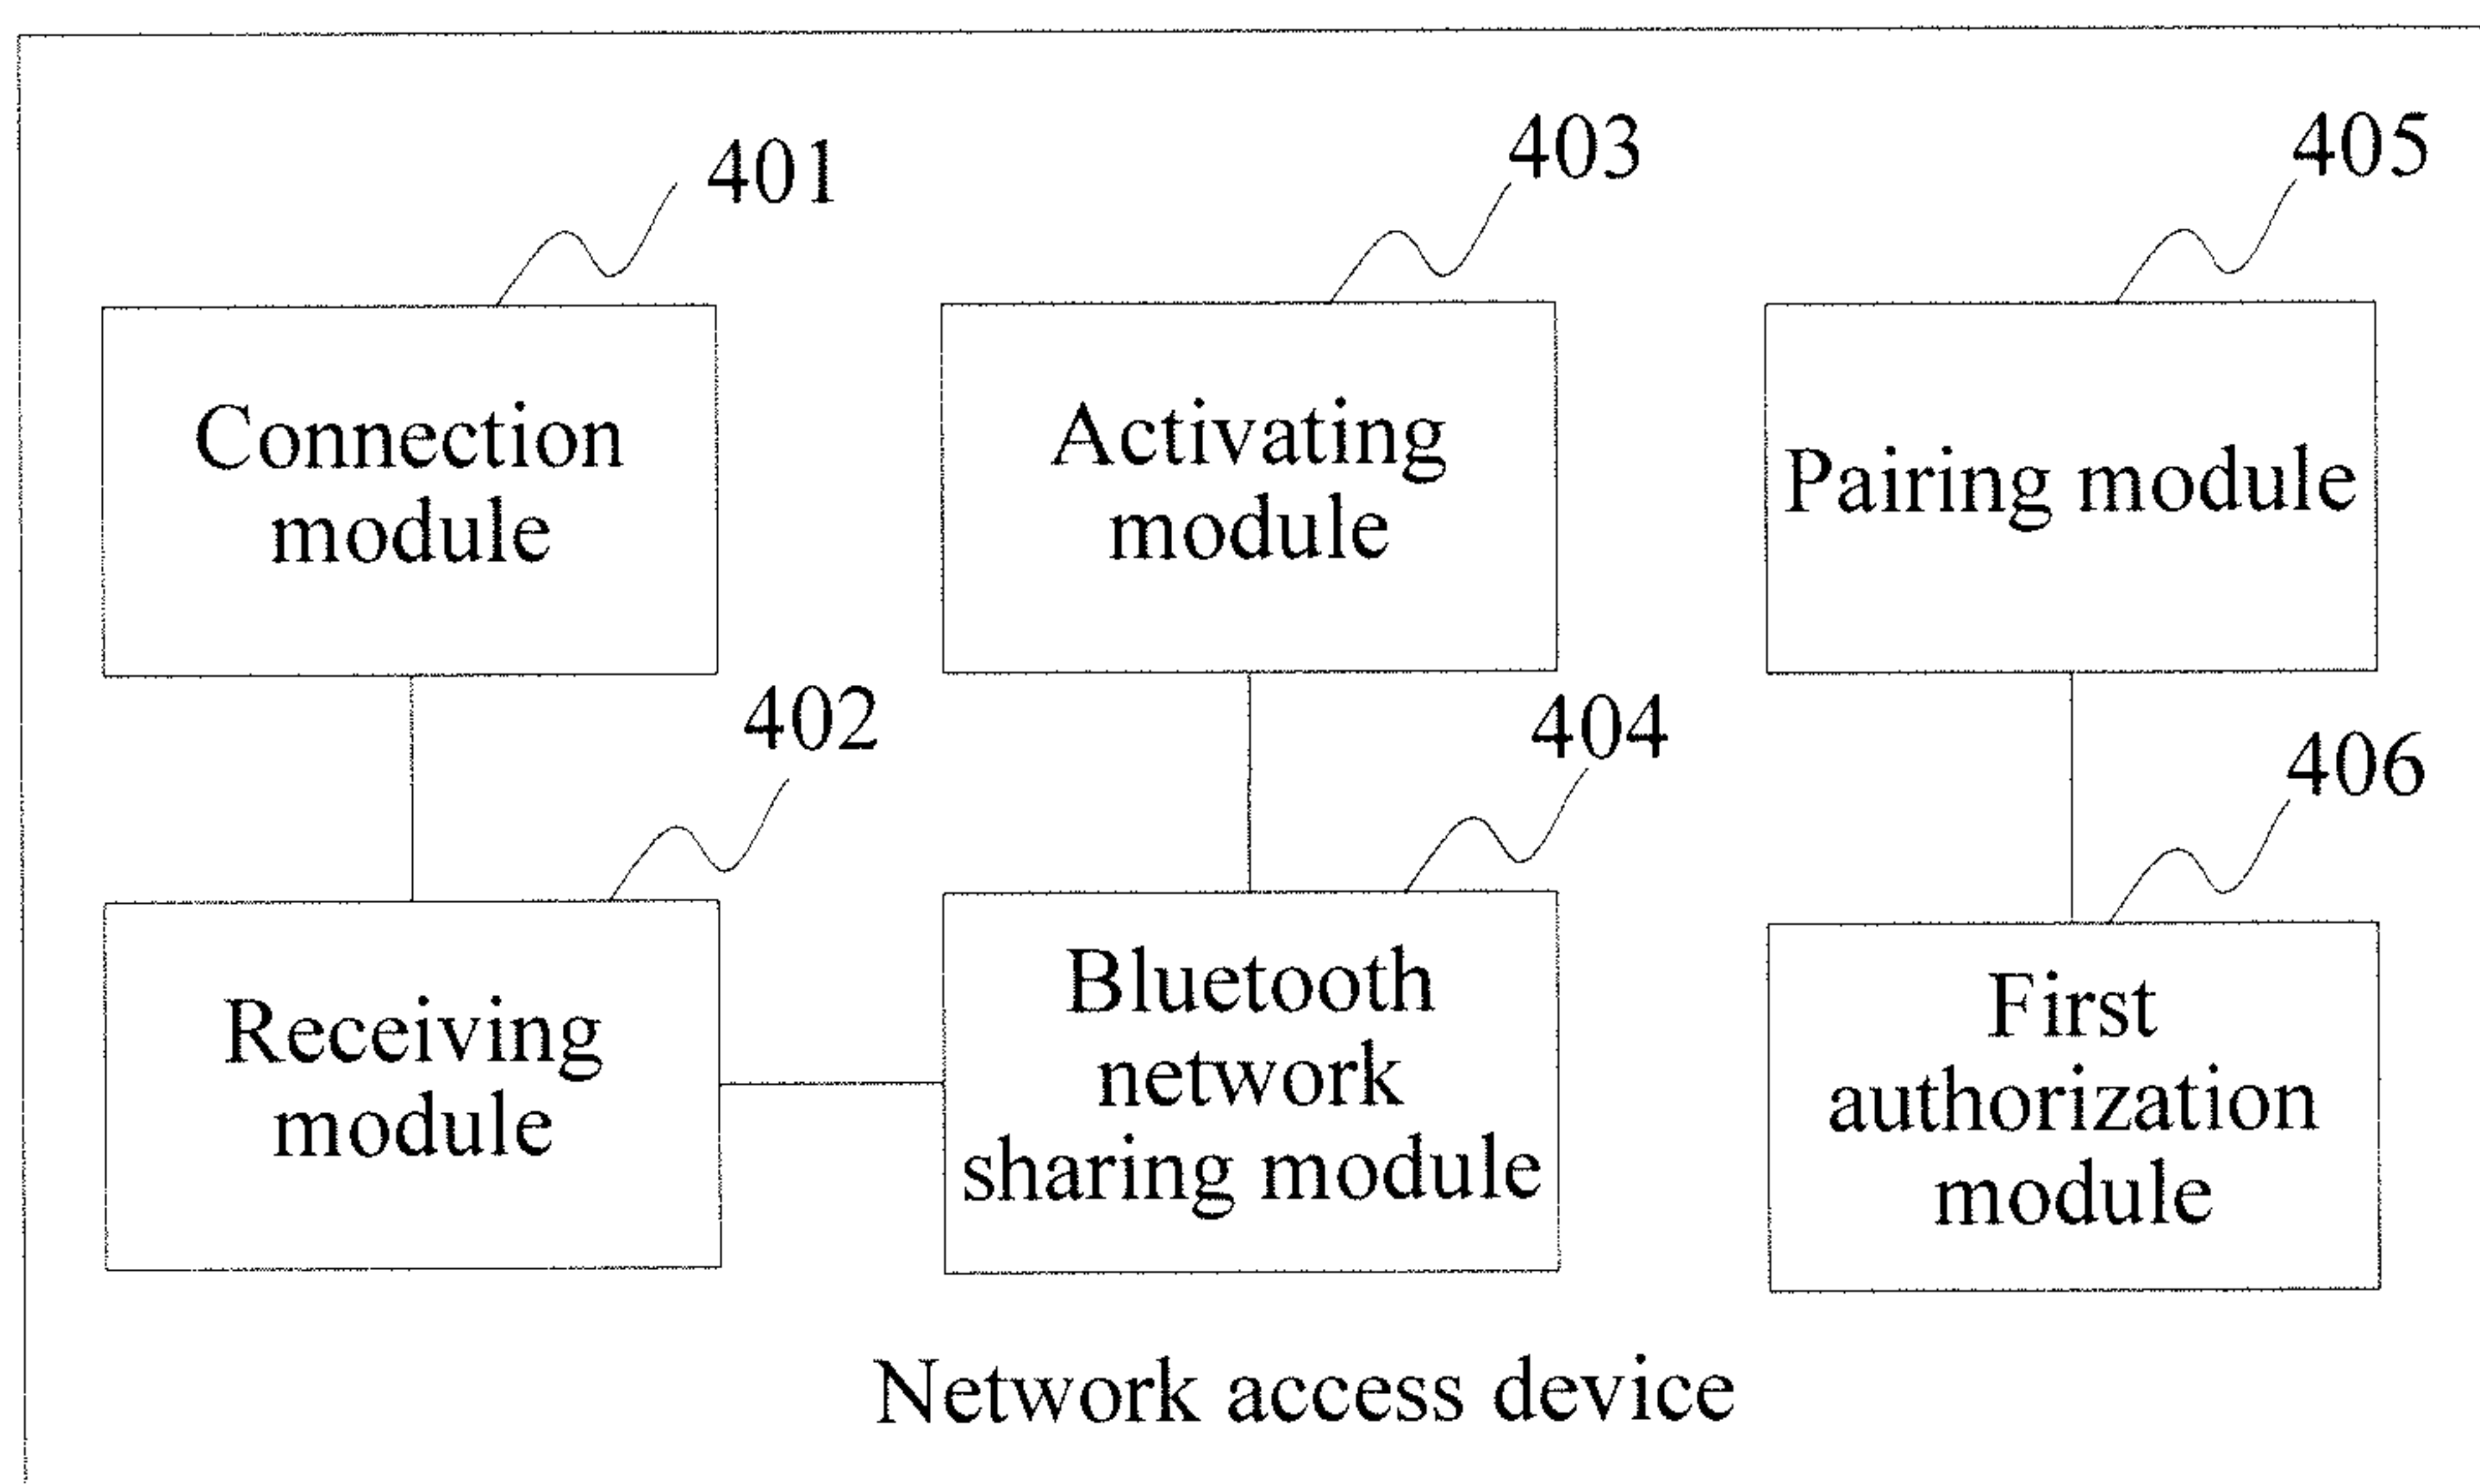 401
403
405
Connection
module
Activating
module
Pairing module
402
404
406
Receiving
module
Bluetooth
network
sharing module
First
authorization
module
Network access device